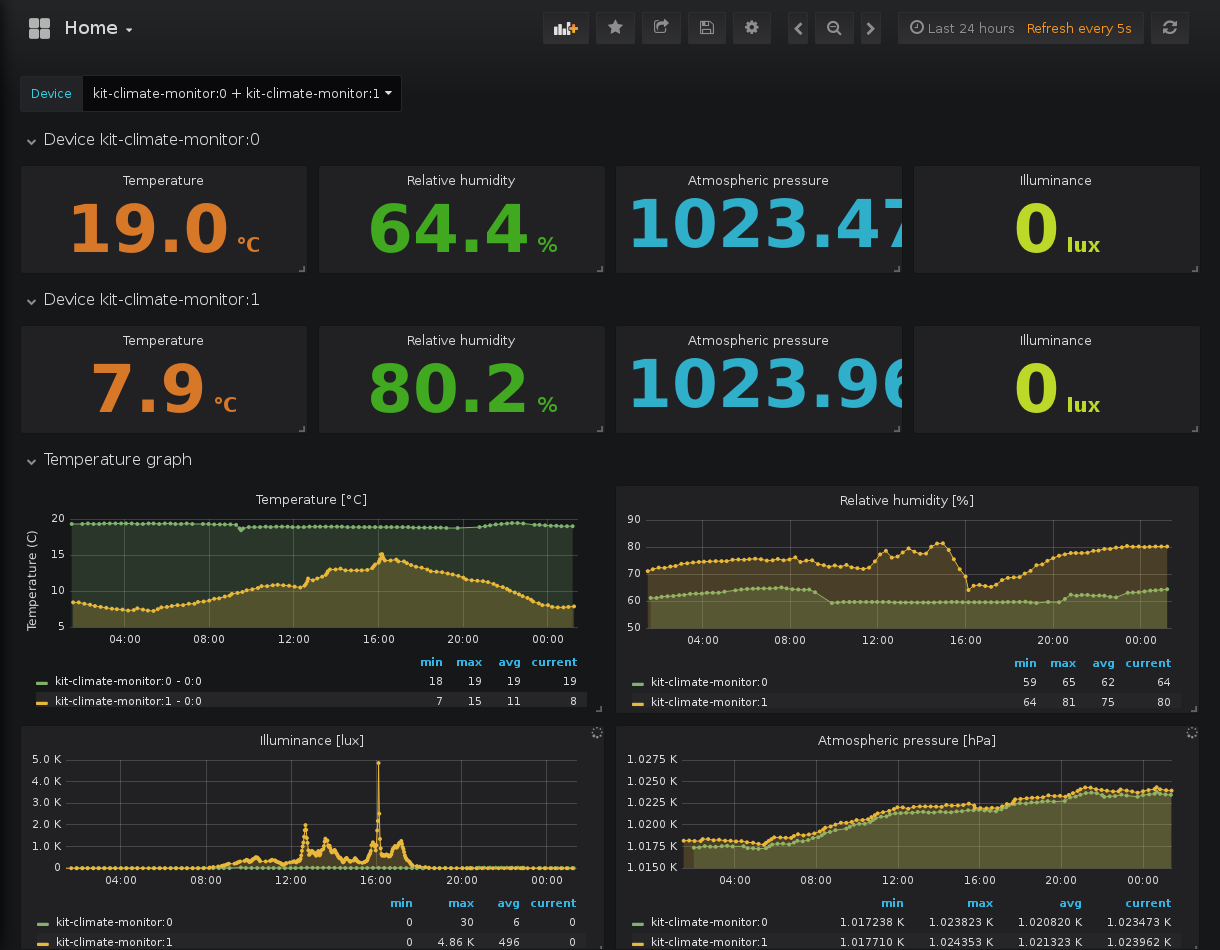 Home
Last 24 hours Refresh every 5s
Device kit-climate-monitor:0 + kit-climate-monitor:1
Device kit-climate-monitor:0
Temperature Relative humidity Atmospheric pressure Illuminance
19.0 °C 64.4 % 1023.47 0 lux
Device kit-climate-monitor:1
Temperature Relative humidity Atmospheric pressure Illuminance
7.9 °C 80.2 % 1023.96 0 lux
Temperature graph
Temperature [°C]
Temperature (C)
20
15
10
5
04:00 08:00 12:00 16:00 20:00 00:00
min max avg current
kit-climate-monitor:0 - 0:0 18 19 19 19
kit-climate-monitor:1 - 0:0 7 15 11 8
Relative humidity [%]
90
80
70
60
50
04:00 08:00 12:00 16:00 20:00 00:00
min max avg current
kit-climate-monitor:0 59 65 62 64
kit-climate-monitor:1 64 81 75 80
Illuminance [lux]
5.0 K
4.0 K
3.0 K
2.0 K
1.0 K
0
04:00 08:00 12:00 16:00 20:00 00:00
min max avg current
kit-climate-monitor:0 0 30 6 0
kit-climate-monitor:1 0 4.86 K 496 0
Atmospheric pressure [hPa]
1.0275 K
1.0250 K
1.0225 K
1.0200 K
1.0175 K
1.0150 K
04:00 08:00 12:00 16:00 20:00 00:00
min max avg current
kit-climate-monitor:0 1.017238 K 1.023823 K 1.020820 K 1.023473 K
kit-climate-monitor:1 1.017710 K 1.024353 K 1.021323 K 1.023962 K